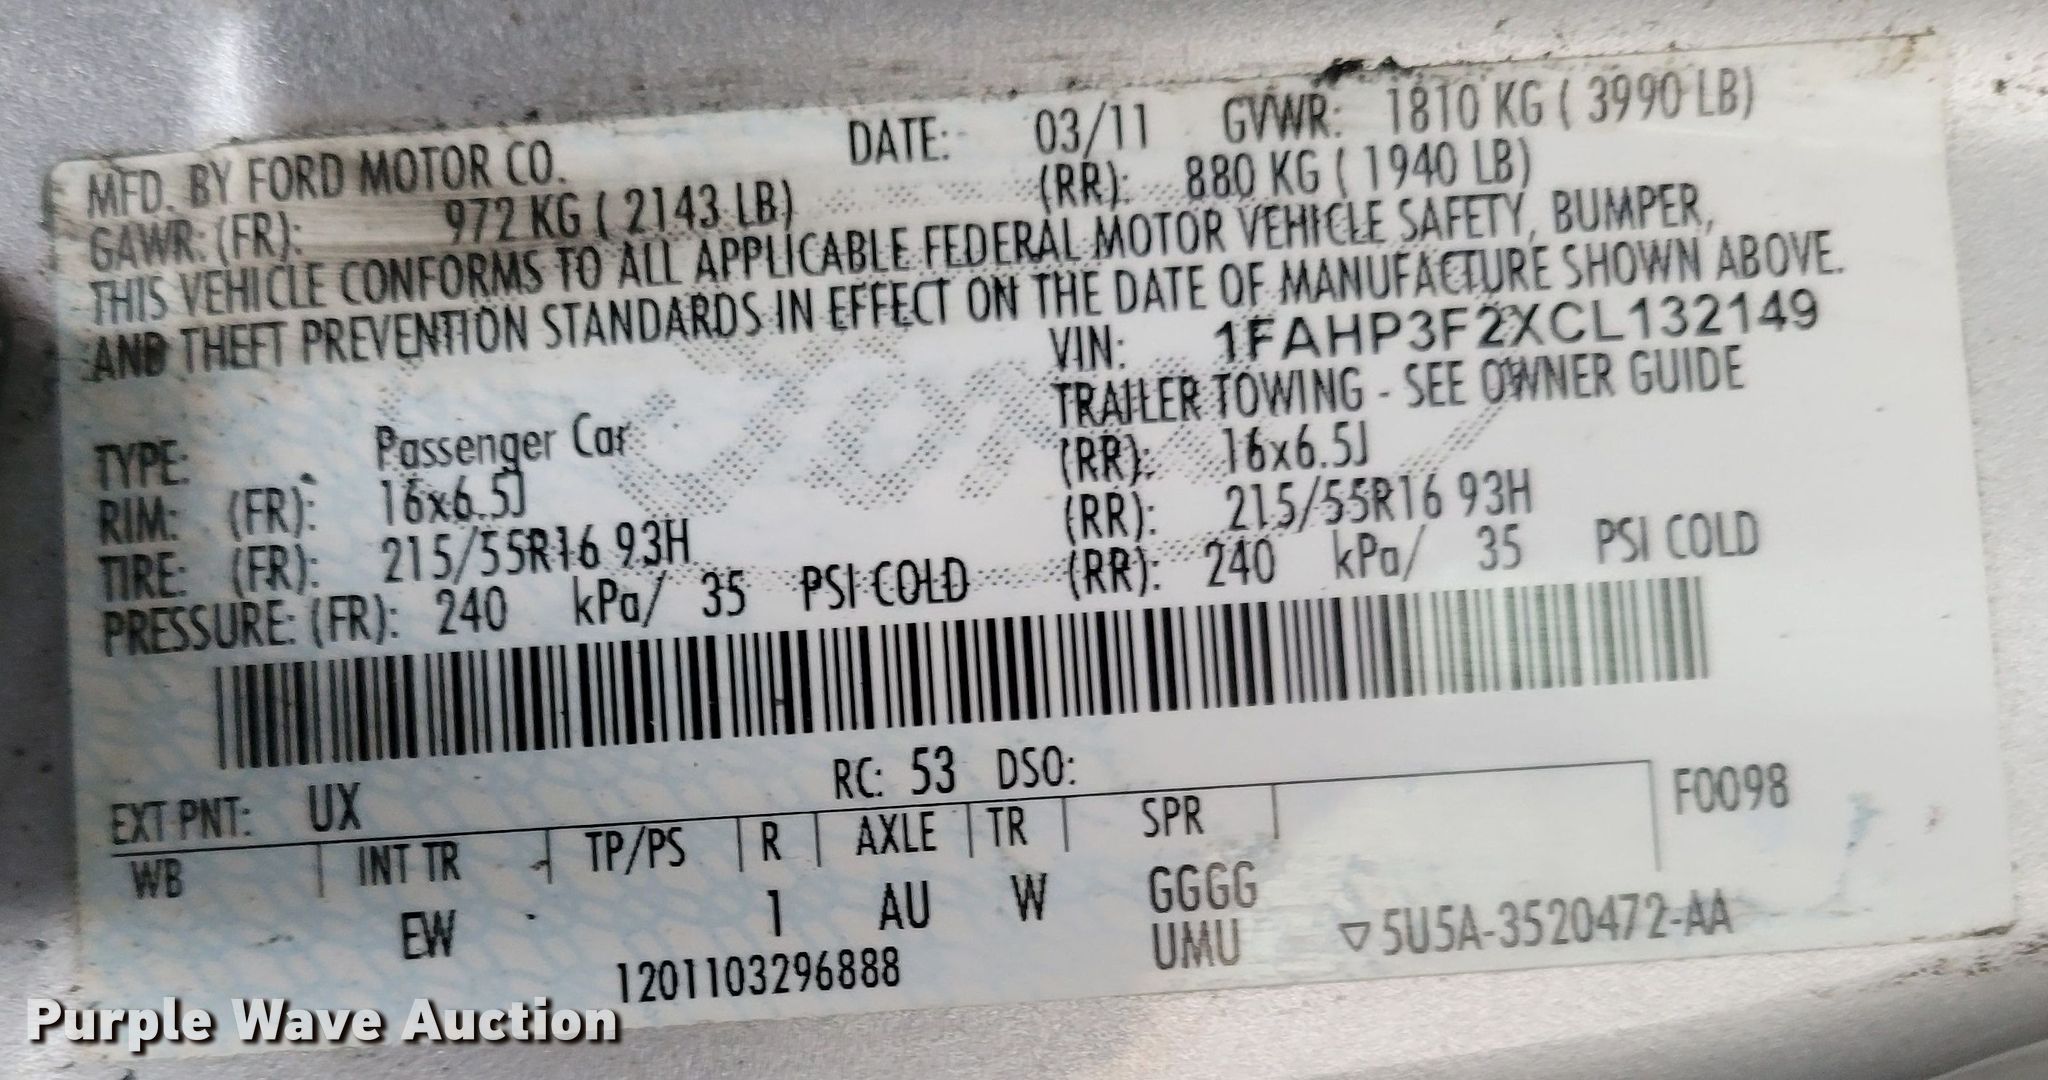 MFD. BY FORD MOTOR CO. DATE: 03/11 GVWR: 1810 KG ( 3990 LB)
GAWR: (FR): 972 KG ( 2143 LB) (RR): 880 KG ( 1940 LB)
THIS VEHICLE CONFORMS TO ALL APPLICABLE FEDERAL MOTOR VEHICLE SAFETY, BUMPER,
AND THEFT PREVENTION STANDARDS IN EFFECT ON THE DATE OF MANUFACTURE SHOWN ABOVE.
VIN: 1FAHP3F2XCL132149
TRAILER TOWING - SEE OWNER GUIDE
TYPE: Passenger Car
RIM: (FR): 16x6.5J (RR): 16x6.5J
TIRE: (FR): 215/55R16 93H (RR): 215/55R16 93H
PRESSURE: (FR): 240 kPa/ 35 PSI COLD (RR): 240 kPa/ 35 PSI COLD
EXT PNT: UX RC: 53 DSO: F0098
WB INT TR TP/PS R AXLE TR SPR
EW 1 AU W GGGG
UMU ▽5U5A-3520472-AA
1201103296888
Purple Wave Auction